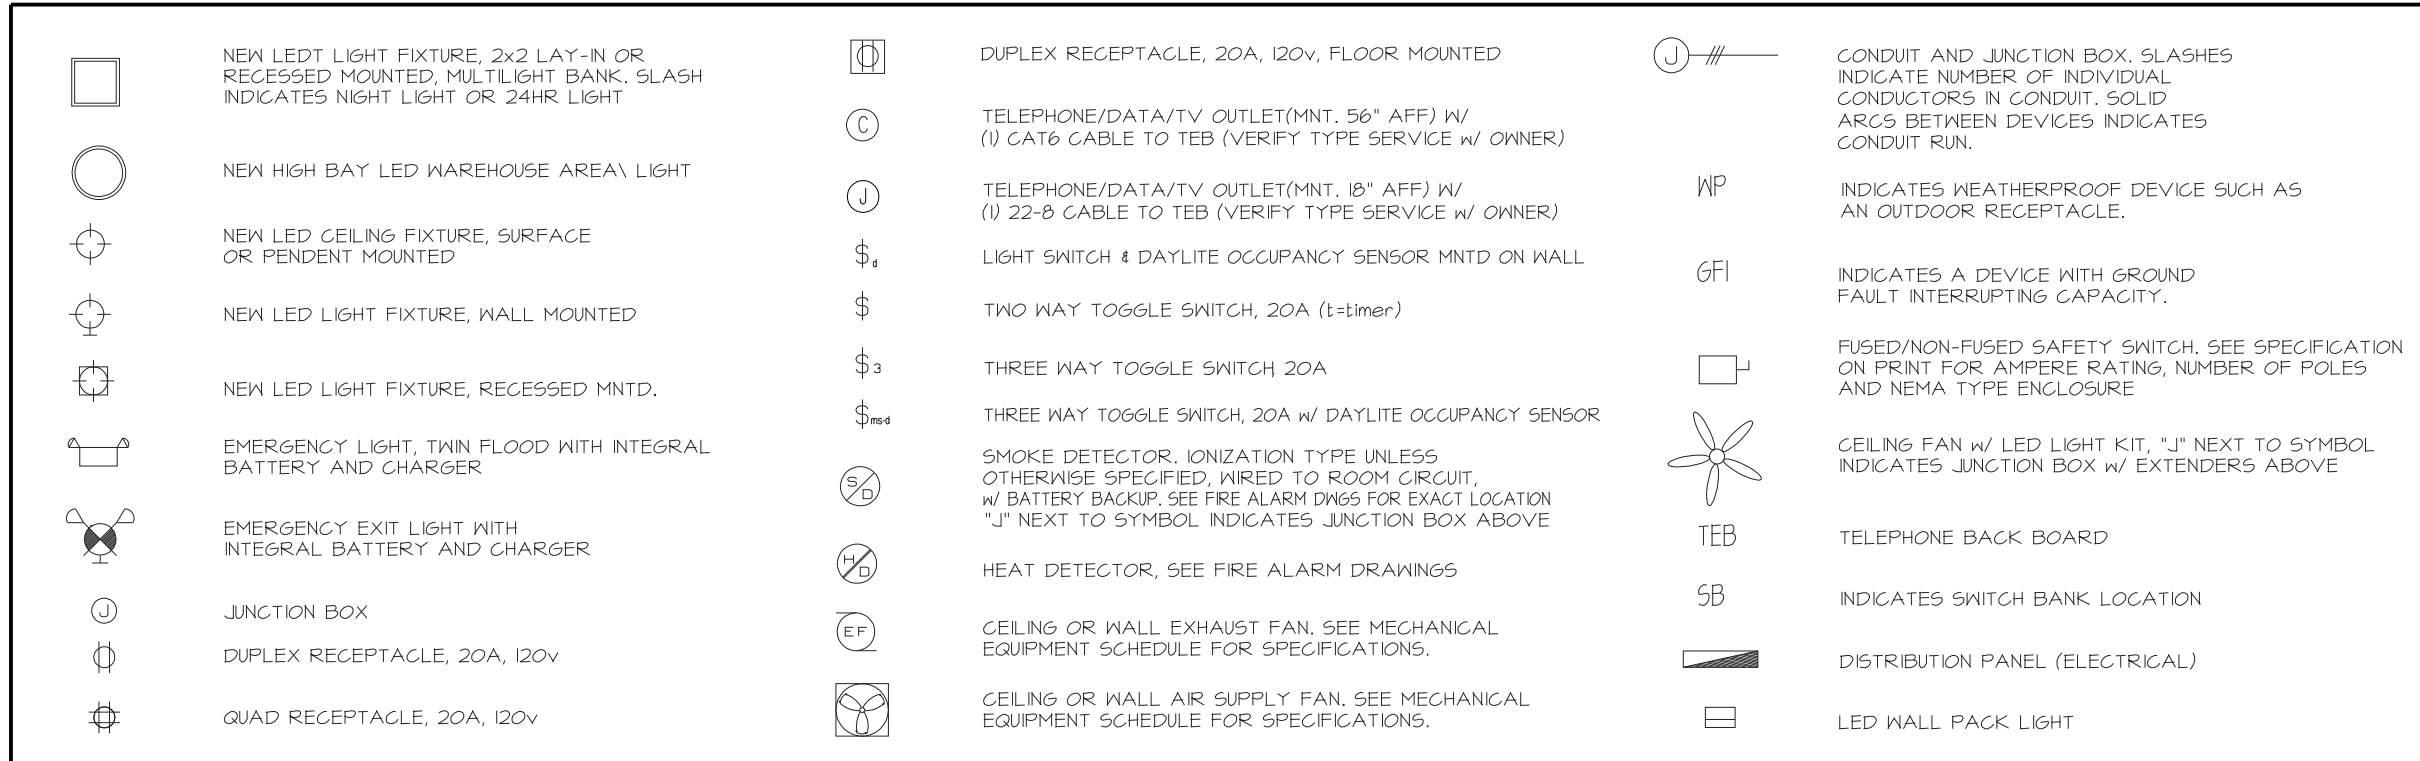 NEW LEDT LIGHT FIXTURE, 2x2 LAY-IN OR
RECESSED MOUNTED, MULTILIGHT BANK. SLASH
INDICATES NIGHT LIGHT OR 24HR LIGHT
NEW HIGH BAY LED WAREHOUSE AREA\ LIGHT
NEW LED CEILING FIXTURE, SURFACE
OR PENDENT MOUNTED
NEW LED LIGHT FIXTURE, WALL MOUNTED
NEW LED LIGHT FIXTURE, RECESSED MNTD.
EMERGENCY LIGHT, TWIN FLOOD WITH INTEGRAL
BATTERY AND CHARGER
EMERGENCY EXIT LIGHT WITH
INTEGRAL BATTERY AND CHARGER
J
JUNCTION BOX
DUPLEX RECEPTACLE, 20A, 120v
QUAD RECEPTACLE, 20A, 120v
DUPLEX RECEPTACLE, 20A, 120v, FLOOR MOUNTED
C
TELEPHONE/DATA/TV OUTLET(MNT. 56" AFF) W/
(1) CAT6 CABLE TO TEB (VERIFY TYPE SERVICE w/ OWNER)
J
TELEPHONE/DATA/TV OUTLET(MNT. 18" AFF) W/
(1) 22-8 CABLE TO TEB (VERIFY TYPE SERVICE w/ OWNER)
$d
LIGHT SWITCH & DAYLITE OCCUPANCY SENSOR MNTD ON WALL
$
TWO WAY TOGGLE SWITCH, 20A (t=timer)
$3
THREE WAY TOGGLE SWITCH, 20A
$ms-d
THREE WAY TOGGLE SWITCH, 20A w/ DAYLITE OCCUPANCY SENSOR
S/D
SMOKE DETECTOR. IONIZATION TYPE UNLESS
OTHERWISE SPECIFIED, WIRED TO ROOM CIRCUIT,
w/ BATTERY BACKUP. SEE FIRE ALARM DWGS FOR EXACT LOCATION
"J" NEXT TO SYMBOL INDICATES JUNCTION BOX ABOVE
H/D
HEAT DETECTOR, SEE FIRE ALARM DRAWINGS
EF
CEILING OR WALL EXHAUST FAN. SEE MECHANICAL
EQUIPMENT SCHEDULE FOR SPECIFICATIONS.
CEILING OR WALL AIR SUPPLY FAN. SEE MECHANICAL
EQUIPMENT SCHEDULE FOR SPECIFICATIONS.
J
CONDUIT AND JUNCTION BOX. SLASHES
INDICATE NUMBER OF INDIVIDUAL
CONDUCTORS IN CONDUIT. SOLID
ARCS BETWEEN DEVICES INDICATES
CONDUIT RUN.
WP
INDICATES WEATHERPROOF DEVICE SUCH AS
AN OUTDOOR RECEPTACLE.
GFI
INDICATES A DEVICE WITH GROUND
FAULT INTERRUPTING CAPACITY.
FUSED/NON-FUSED SAFETY SWITCH. SEE SPECIFICATION
ON PRINT FOR AMPERE RATING, NUMBER OF POLES
AND NEMA TYPE ENCLOSURE
CEILING FAN w/ LED LIGHT KIT, "J" NEXT TO SYMBOL
INDICATES JUNCTION BOX w/ EXTENDERS ABOVE
TEB
TELEPHONE BACK BOARD
SB
INDICATES SWITCH BANK LOCATION
DISTRIBUTION PANEL (ELECTRICAL)
LED WALL PACK LIGHT